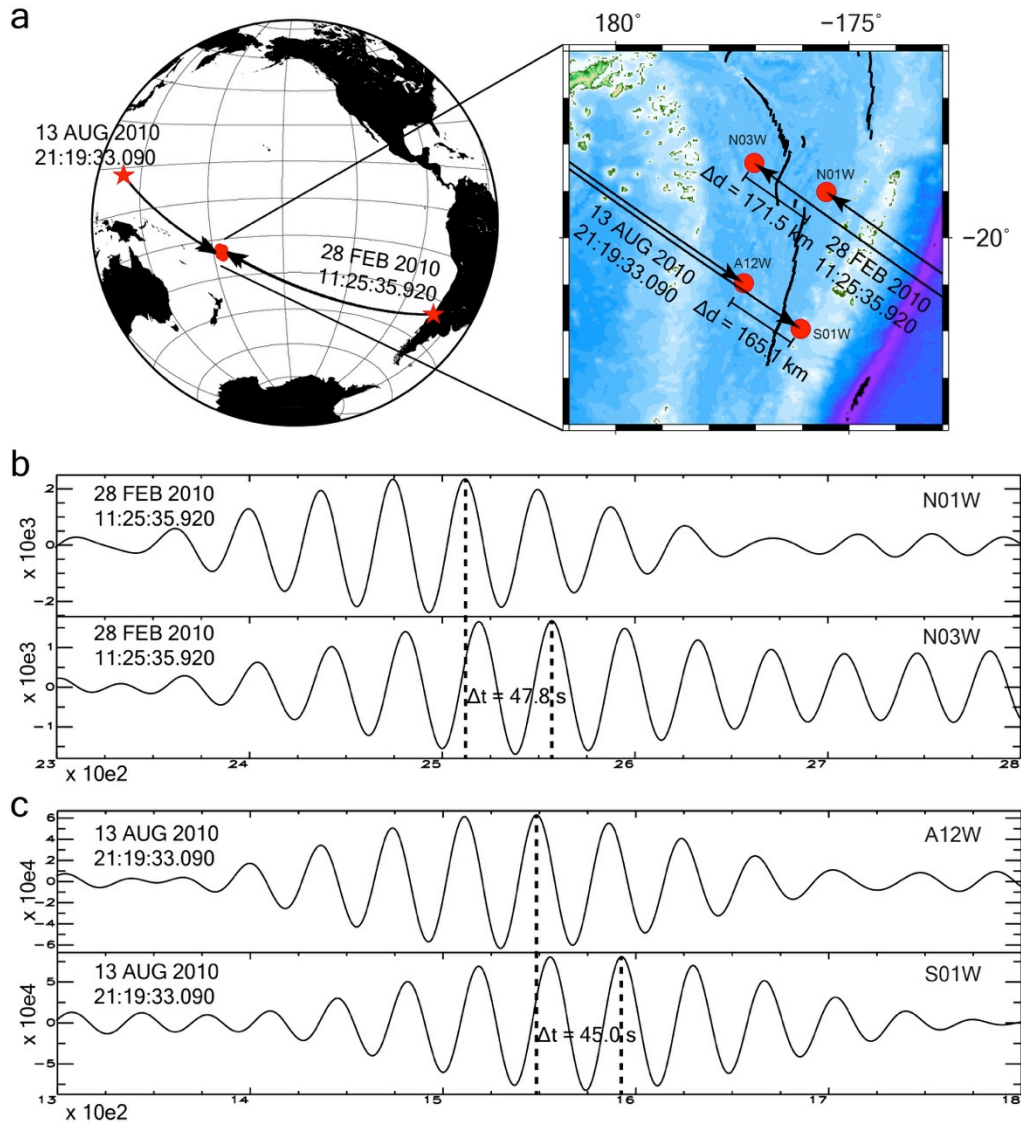 a
13 AUG 2010
21:19:33.090
28 FEB 2010
11:25:35.920
180° −175°
N03W
N01W
Δd = 171.5 km
13 AUG 2010
21:19:33.090
28 FEB 2010
11:25:35.920
−20°
A12W
Δd = 165.1 km
S01W
b
28 FEB 2010
11:25:35.920
N01W
x 10e3
2
0
-2
28 FEB 2010
11:25:35.920
N03W
x 10e3
1
0
-1
Δt = 47.8 s
23 24 25 26 27 28
x 10e2
c
13 AUG 2010
21:19:33.090
A12W
x 10e4
6
4
2
0
-2
-4
-6
13 AUG 2010
21:19:33.090
S01W
x 10e4
5
0
-5
Δt = 45.0 s
13 14 15 16 17 18
x 10e2